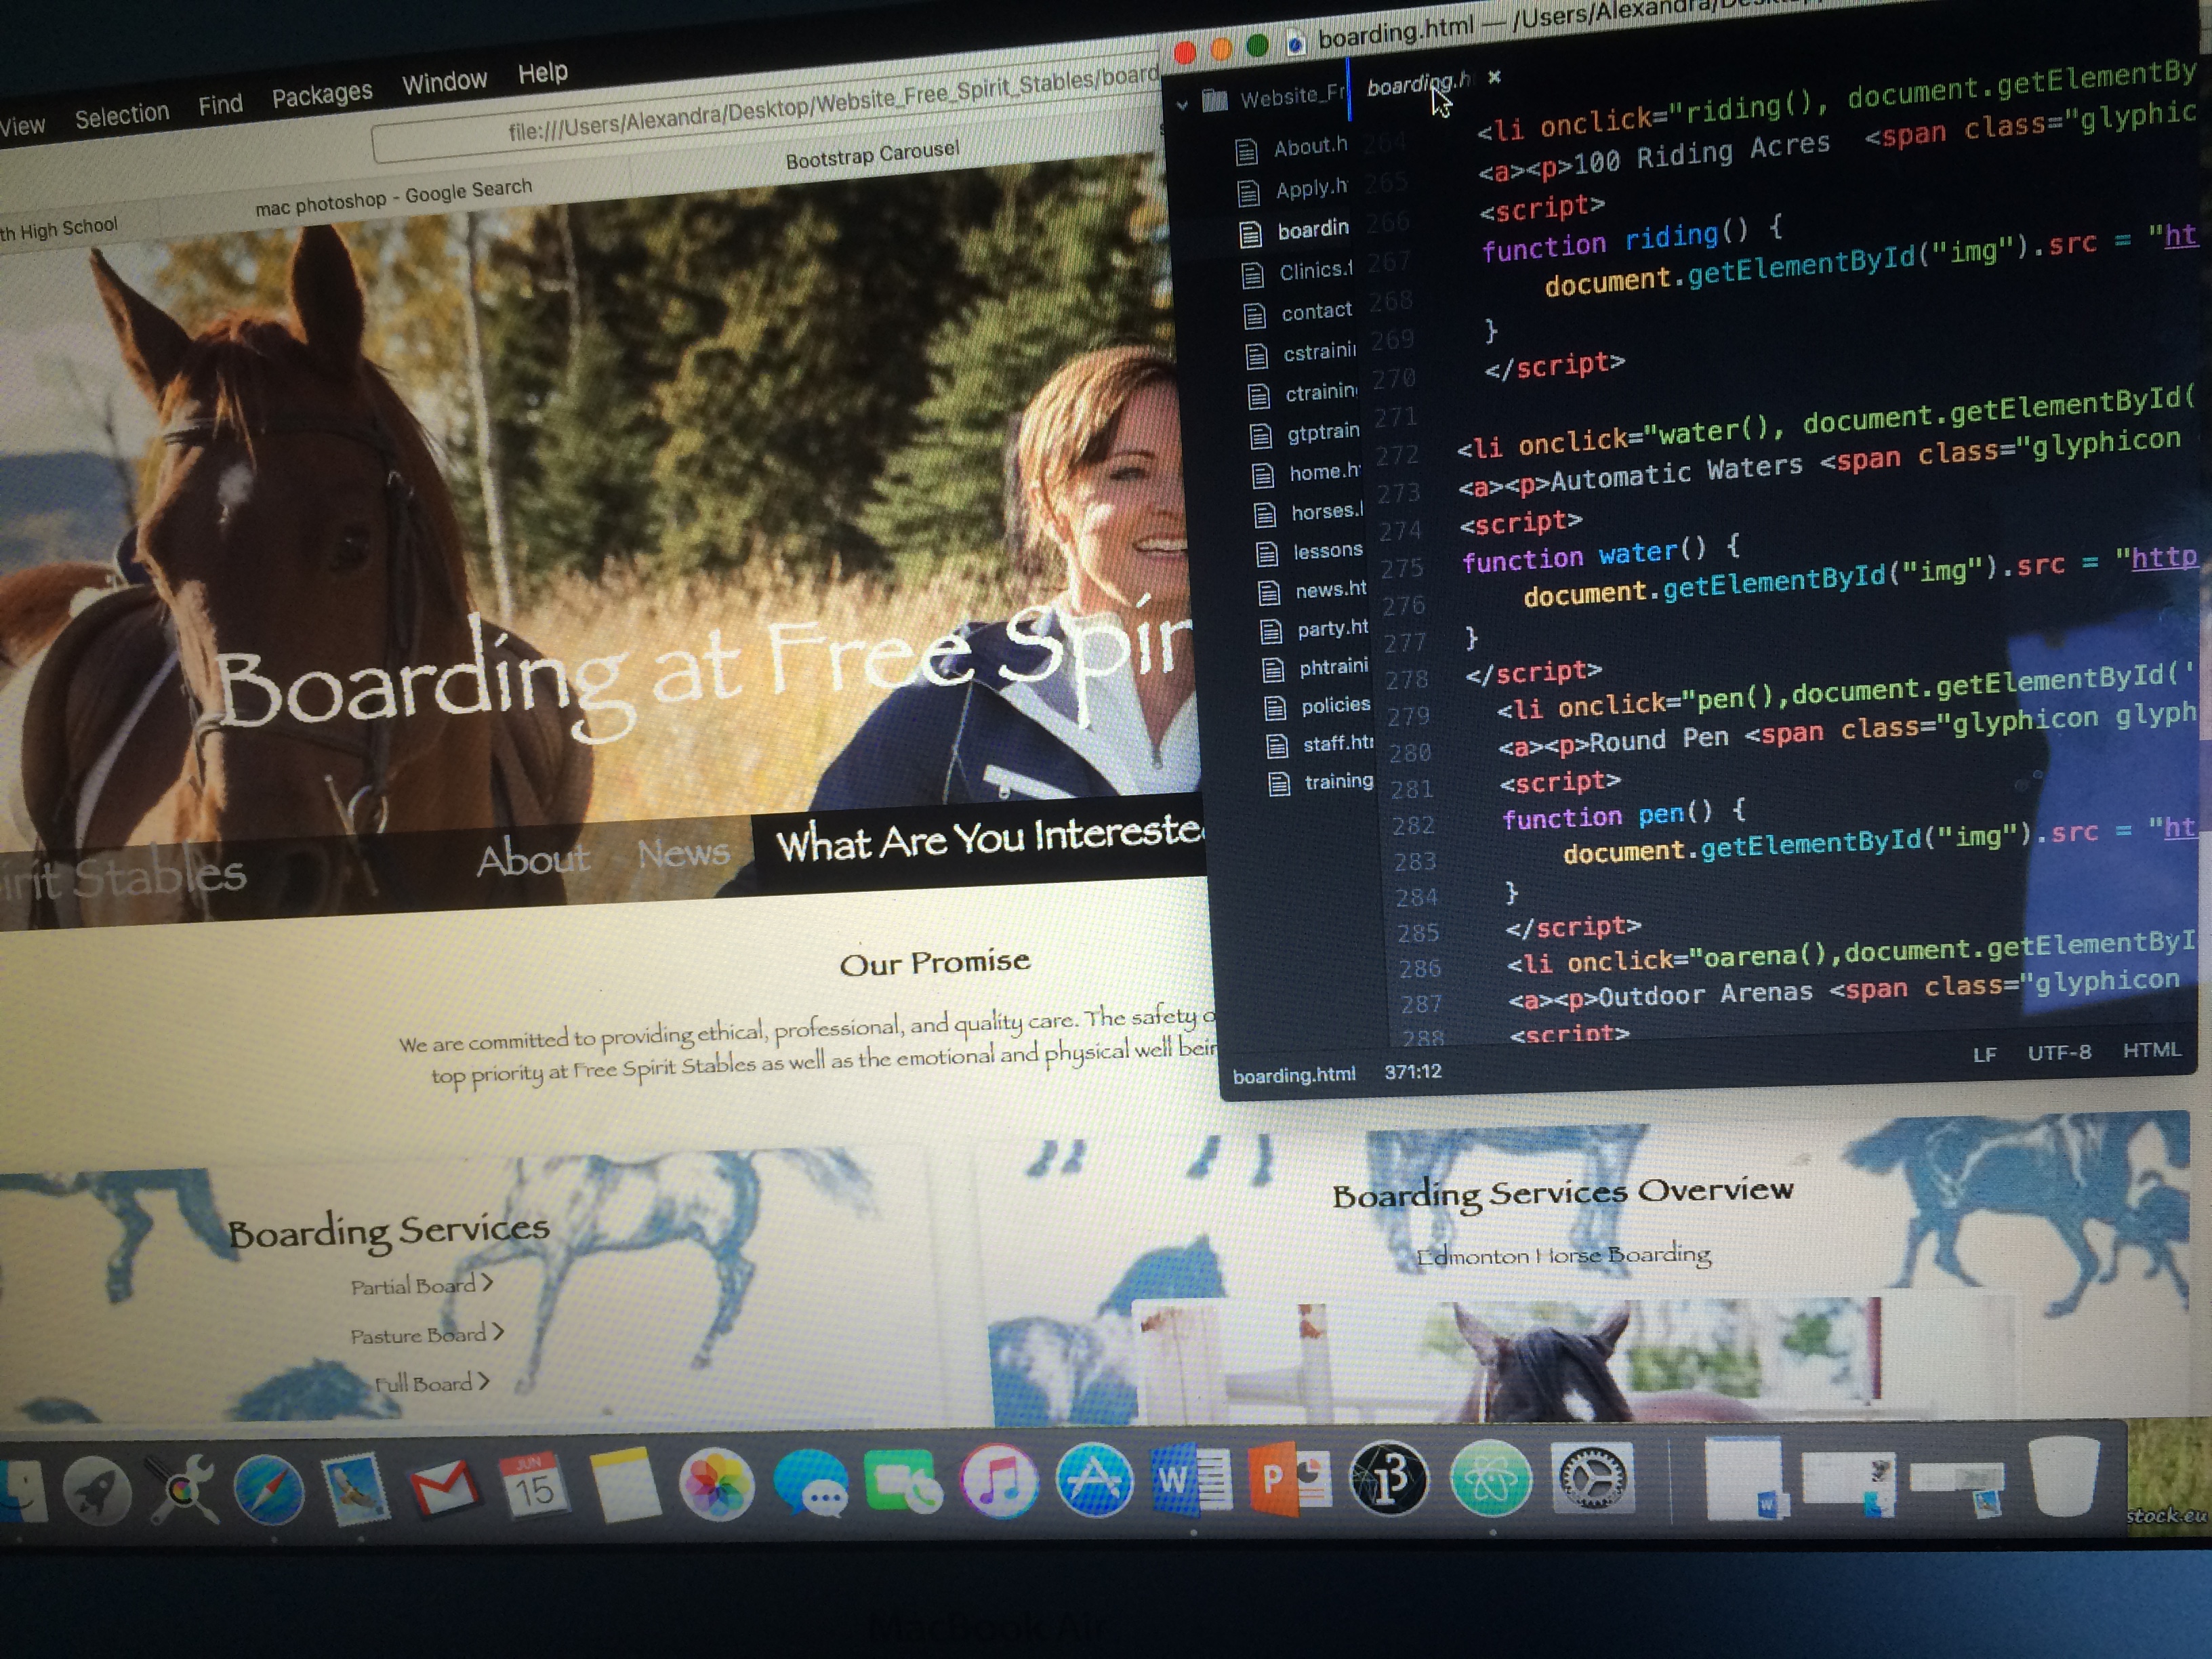 View Selection Find Packages Window Help
file:///Users/Alexandra/Desktop/Website_Free_Spirit_Stables/board
th High School
mac photoshop - Google Search
Bootstrap Carousel
Boarding at Free Spir
irit Stables
About
News
What Are You Intereste
Our Promise
We are committed to providing ethical, professional, and quality care. The safety o
top priority at Free Spirit Stables as well as the emotional and physical well bein
Boarding Services
Partial Board >
Pasture Board >
Full Board >
Boarding Services Overview
Edmonton Horse Boarding
boarding.html — /Users/Alexandra/
Website_Fr
boarding.h ×
About.h
Apply.h
boardin
Clinics.
contact
cstraini
ctrainin
gtptrain
home.h
horses.
lessons
news.ht
party.ht
phtraini
policies
staff.ht
training
<li onclick="riding(), document.getElementBy
264 <a><p>100 Riding Acres <span class="glyphic
265 <script>
266 function riding() {
267 document.getElementById("img").src = "ht
268 }
269 </script>
270
271 <li onclick="water(), document.getElementById(
272 <a><p>Automatic Waters <span class="glyphicon
273 <script>
274 function water() {
275 document.getElementById("img").src = "http
276 }
277 </script>
278 <li onclick="pen(),document.getElementById('
279 <a><p>Round Pen <span class="glyphicon glyph
280 <script>
281 function pen() {
282 document.getElementById("img").src = "ht
283 }
284 </script>
285 <li onclick="oarena(),document.getElementByI
286 <a><p>Outdoor Arenas <span class="glyphicon
287 <script>
288
boarding.html 371:12
LF UTF-8 HTML
JUN
15
W
P
stock.eu
MacBook Air